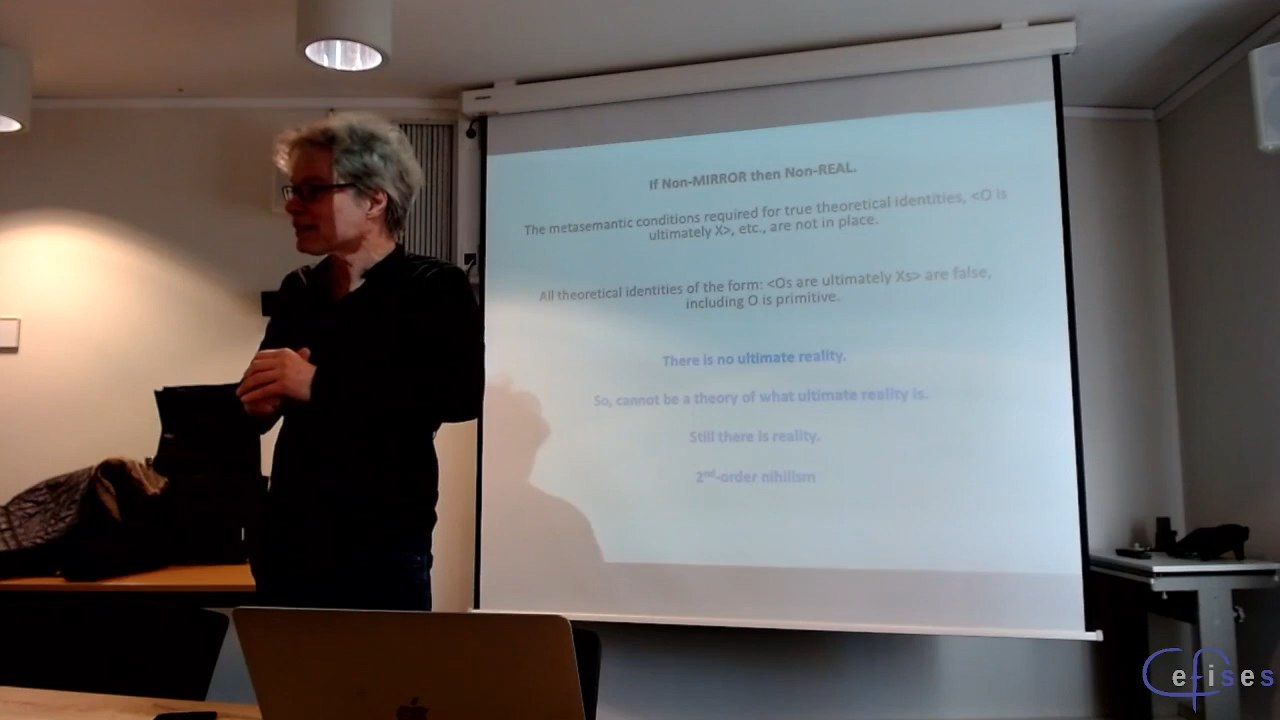 If Non-MIRROR then Non-REAL.
The metasemantic conditions required for true theoretical identities, <O is
ultimately X>, etc., are not in place.
All theoretical identities of the form: <Os are ultimately Xs> are false,
including O is primitive.
There is no ultimate reality.
So, cannot be a theory of what ultimate reality is.
Still there is reality.
2nd-order nihilism
Cefises